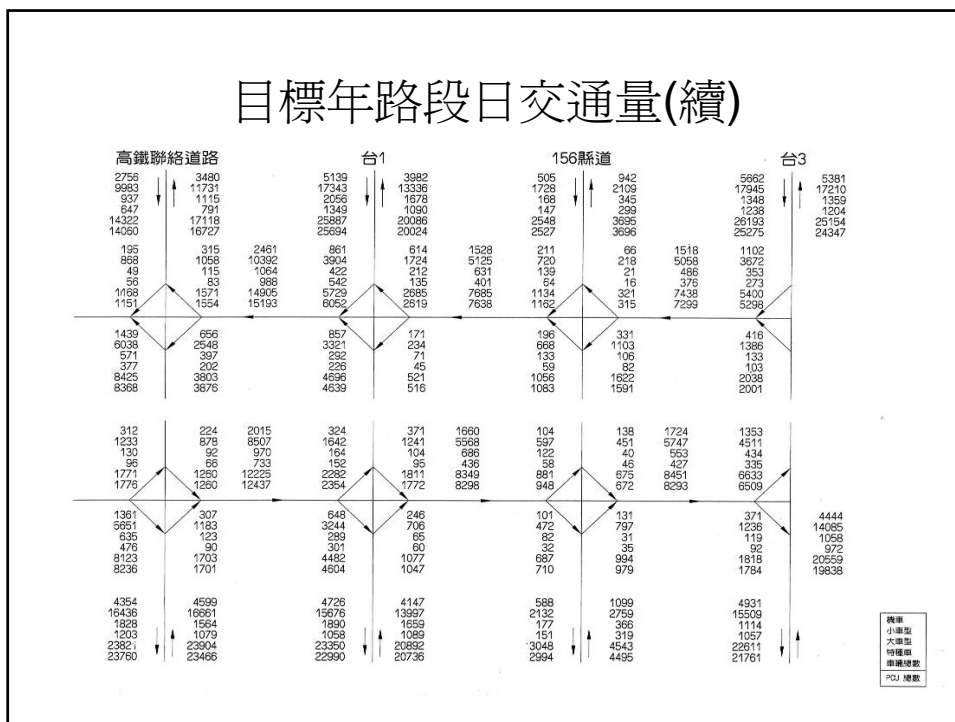 目標年路段日交通量(續)
高鐵聯絡道路 台1 156縣道 台3
2756 3480 5139 3982 505 942 5662 5381
9983 11731 17343 13336 1728 2109 17945 17210
937 1115 2056 1678 168 345 1348 1359
647 791 1349 1090 147 299 1238 1204
14322 17118 25887 20086 2548 3695 26193 25154
14060 16727 25694 20024 2527 3696 25275 24347
195 315 2461 861 614 1528 211 66 1518 1102
868 1058 10392 3904 1724 5125 720 218 5058 3672
49 115 1064 422 212 631 139 21 486 353
56 83 988 542 135 401 64 16 376 273
1168 1571 14905 5729 2685 7685 1134 321 7438 5400
1151 1554 15193 6052 2619 7638 1162 315 7299 5298
1439 656 857 171 196 331 416
6038 2548 3321 234 668 1103 1386
571 397 292 71 133 106 133
377 202 226 45 59 82 103
8425 3803 4696 521 1056 1622 2038
8368 3876 4639 516 1083 1591 2001
312 224 2015 324 371 1660 104 138 1724 1353
1233 878 8507 1642 1241 5568 597 451 5747 4511
130 92 970 164 104 686 122 40 553 434
96 66 733 152 95 436 58 46 427 335
1771 1260 12225 2282 1811 8349 881 675 8451 6633
1776 1260 12437 2354 1772 8298 948 672 8293 6509
1361 307 648 246 101 131 371 4444
5651 1183 3244 706 472 797 1236 14085
635 123 289 65 82 31 119 1058
476 90 301 60 32 35 92 972
8123 1703 4482 1077 687 994 1818 20559
8236 1701 4604 1047 710 979 1784 19838
4354 4599 4726 4147 588 1099 4931
16436 16661 15676 13997 2132 2759 15509
1828 1564 1890 1659 177 366 1114
1203 1079 1058 1089 151 319 1057
23821 23904 23350 20892 3048 4543 22611
23760 23466 22990 20736 2994 4495 21761
機車
小車型
大車型
特種車
車輛總數
PCU 總數